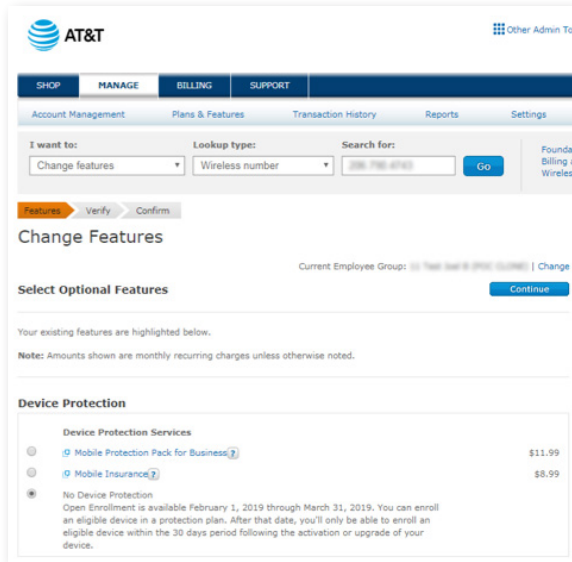 AT&T
Other Admin To
SHOP MANAGE BILLING SUPPORT
Account Management Plans & Features Transaction History Reports Settings
I want to: Lookup type: Search for:
Change features Wireless number Go
Founda
Billing
Wireles
Features Verify Confirm
Change Features
Current Employee Group: | Change
Select Optional Features Continue
Your existing features are highlighted below.
Note: Amounts shown are monthly recurring charges unless otherwise noted.
Device Protection
Device Protection Services
Mobile Protection Pack for Business ? $11.99
Mobile Insurance ? $8.99
No Device Protection
Open Enrollment is available February 1, 2019 through March 31, 2019. You can enroll
an eligible device in a protection plan. After that date, you'll only be able to enroll an
eligible device within the 30 days period following the activation or upgrade of your
device.